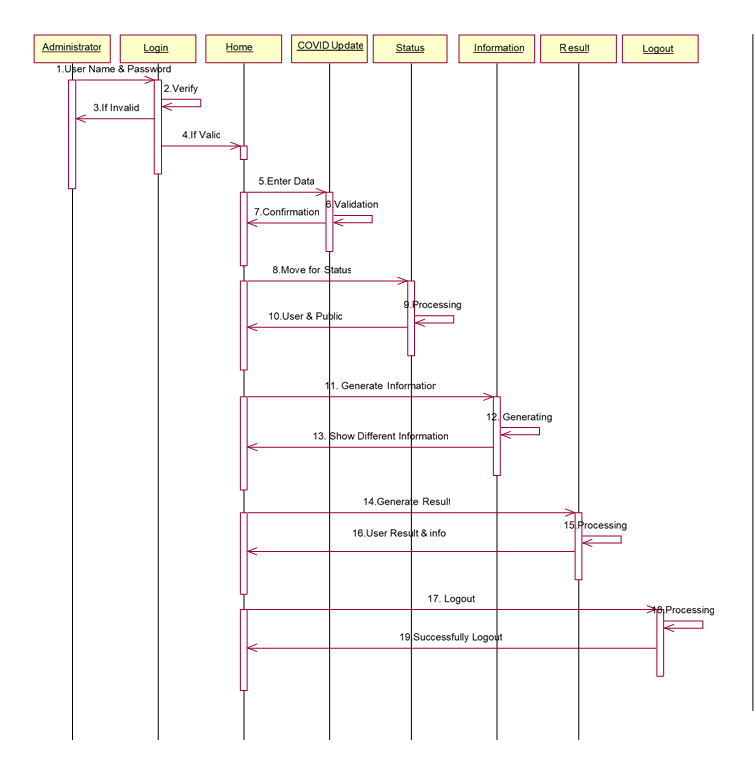 Administrator
Login
Home
COVID Update
Status
Information
Result
Logout
1.User Name & Password
2.Verify
3.If Invalid
4.If Valid
5.Enter Data
6.Validation
7.Confirmation
8.Move for Status
9.Processing
10.User & Public
11. Generate Information
12. Generating
13. Show Different Information
14.Generate Result
15.Processing
16.User Result & info
17. Logout
18.Processing
19.Successfully Logout